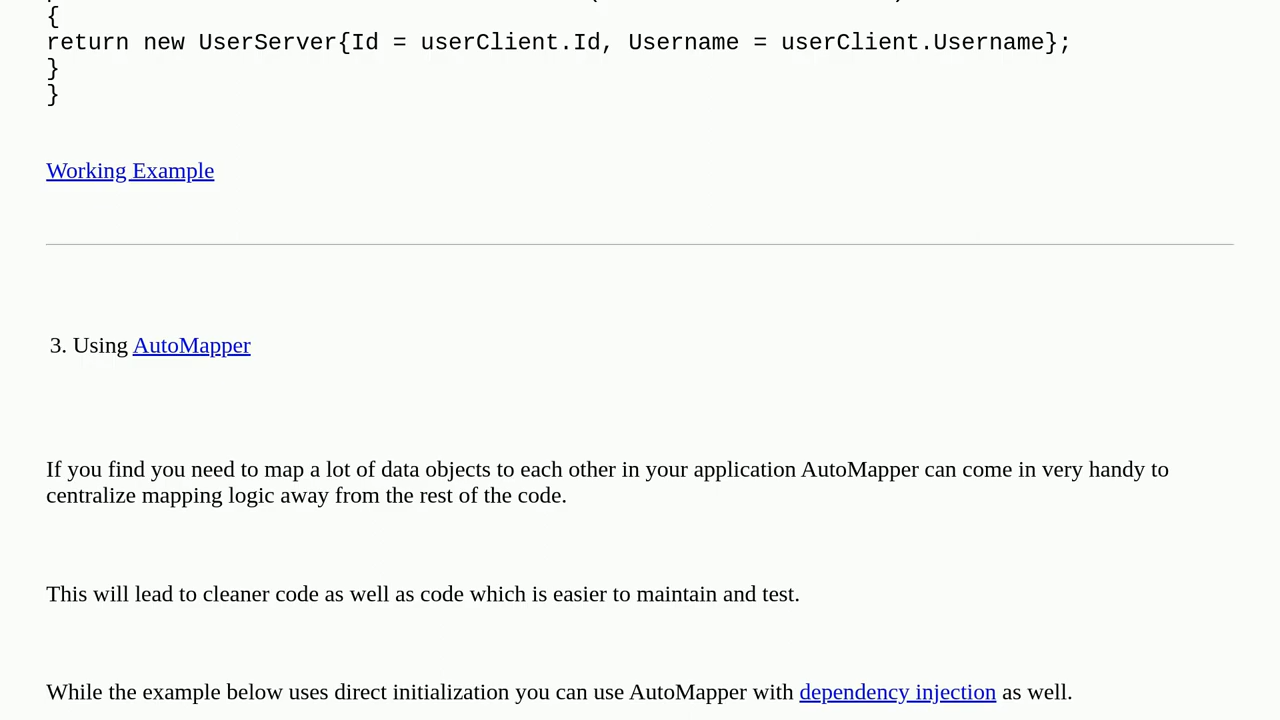 {
return new UserServer{Id = userClient.Id, Username = userClient.Username};
}
}
Working Example
3. Using AutoMapper
If you find you need to map a lot of data objects to each other in your application AutoMapper can come in very handy to
centralize mapping logic away from the rest of the code.
This will lead to cleaner code as well as code which is easier to maintain and test.
While the example below uses direct initialization you can use AutoMapper with dependency injection as well.